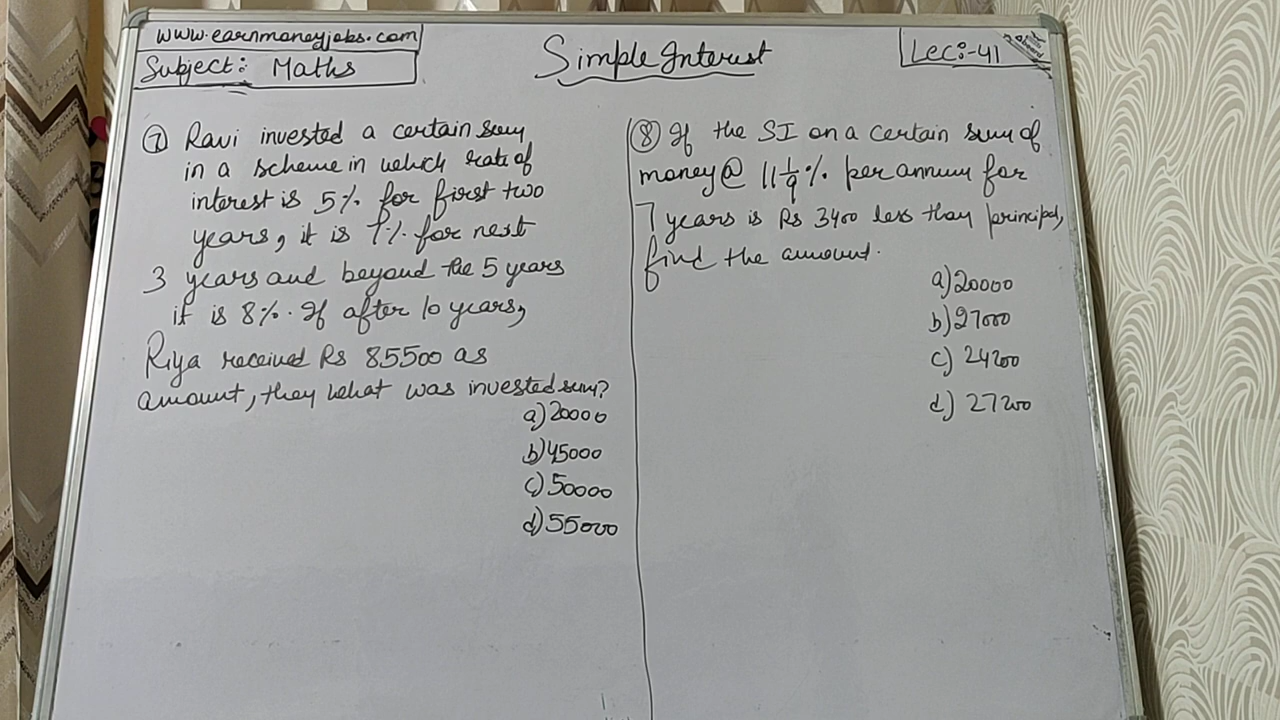 www.earnmoneyjobs.com
Subject: Maths
Simple Interest
Lec:-41
⑦ Ravi invested a certain sum
in a scheme in which rate of
interest is 5% for first two
years, it is 7% for next
3 years and beyond the 5 years
it is 8%. If after 10 years,
Riya received Rs 85500 as
amount, then what was invested sum?
a) 20000
b) 45000
c) 50000
d) 55000
⑧ If the SI on a certain sum of
money @ 11 1/9 % per annum for
7 years is Rs 3400 less than principal,
find the amount.
a) 20000
b) 27000
c) 24200
d) 27200